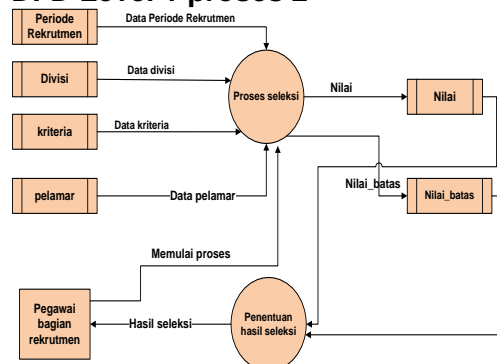 DFD Level 1 proses 2
Periode
Rekrutmen
Data Periode Rekrutmen
Divisi
Data divisi
Proses seleksi
Nilai
Nilai
kriteria
Data kriteria
pelamar
Data pelamar
Nilai_batas
Nilai_batas
Memulai proses
Pegawai
bagian
rekrutmen
Hasil seleksi
Penentuan
hasil seleksi